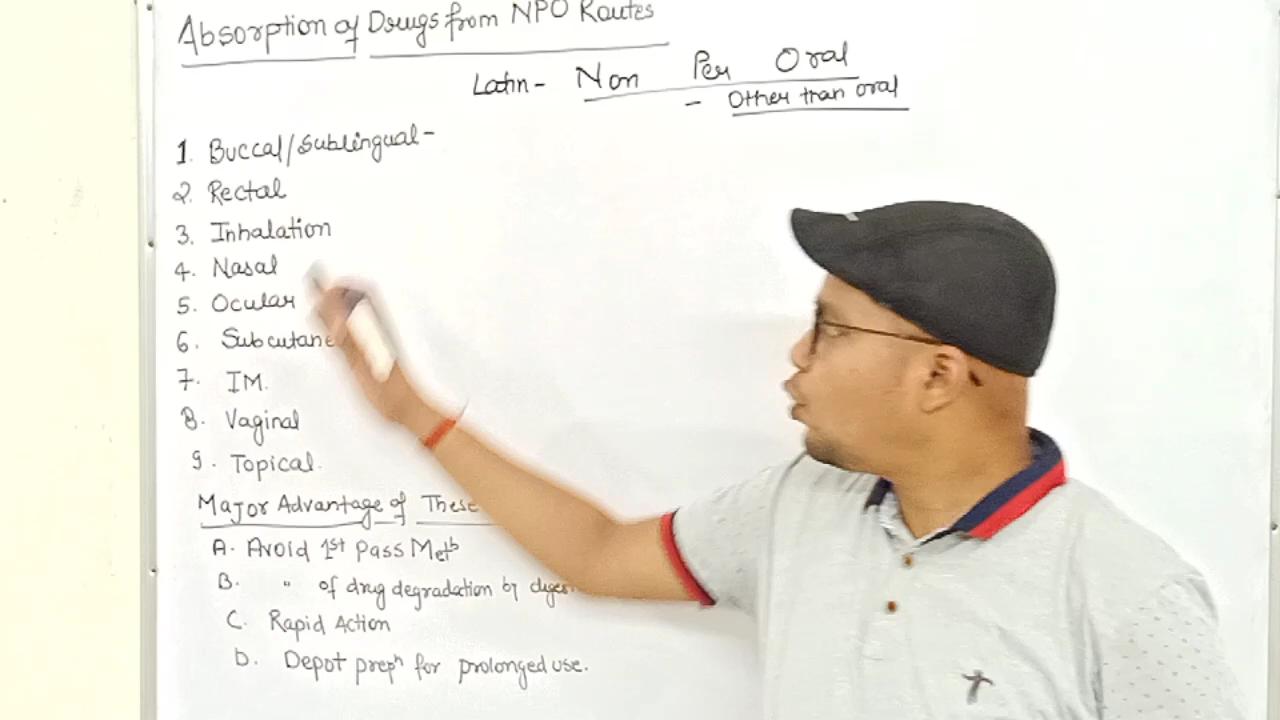 Absorption of Drugs from NPO Routes
Latin - Non Per Oral
- Other than oral
1. Buccal/Sublingual -
2. Rectal
3. Inhalation
4. Nasal
5. Ocular
6. Subcutane
7. IM.
8. Vaginal
9. Topical.
Major Advantage of These
A. Avoid 1st Pass Metb
B. " of drug degradation by diges
C. Rapid Action
D. Depot prepn for prolonged use.